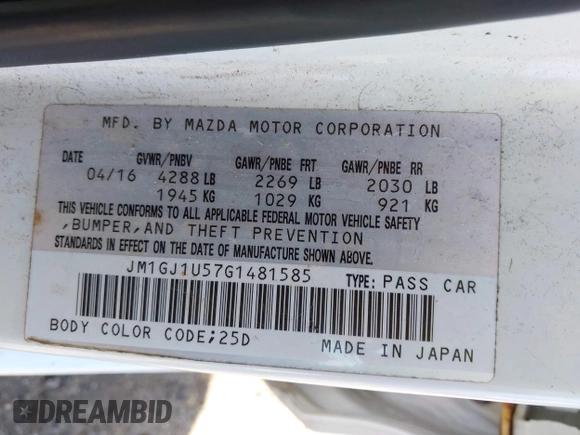 MFD. BY MAZDA MOTOR CORPORATION
DATE GVWR/PNBV GAWR/PNBE FRT GAWR/PNBE RR
04/16 4288 LB 2269 LB 2030 LB
1945 KG 1029 KG 921 KG
THIS VEHICLE CONFORMS TO ALL APPLICABLE FEDERAL MOTOR VEHICLE SAFETY
,BUMPER,AND THEFT PREVENTION
STANDARDS IN EFFECT ON THE DATE OF MANUFACTURE SHOWN ABOVE.
JM1GJ1U57G1481585 TYPE: PASS CAR
BODY COLOR CODE;25D MADE IN JAPAN
DREAMBID